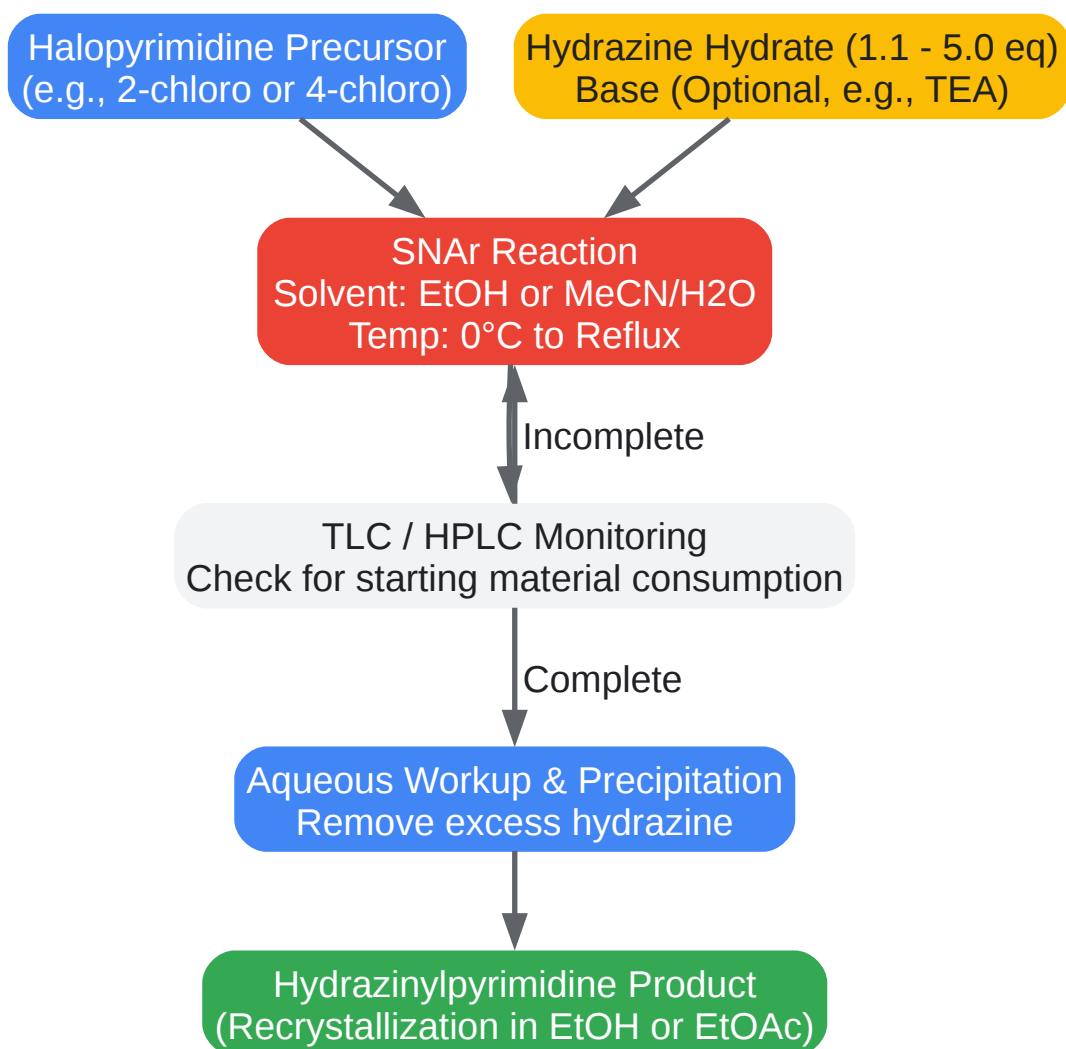 Halopyrimidine Precursor
(e.g., 2-chloro or 4-chloro)
Hydrazine Hydrate (1.1 - 5.0 eq)
Base (Optional, e.g., TEA)
SNAr Reaction
Solvent: EtOH or MeCN/H2O
Temp: 0°C to Reflux
Incomplete
TLC / HPLC Monitoring
Check for starting material consumption
Complete
Aqueous Workup & Precipitation
Remove excess hydrazine
Hydrazinylpyrimidine Product
(Recrystallization in EtOH or EtOAc)